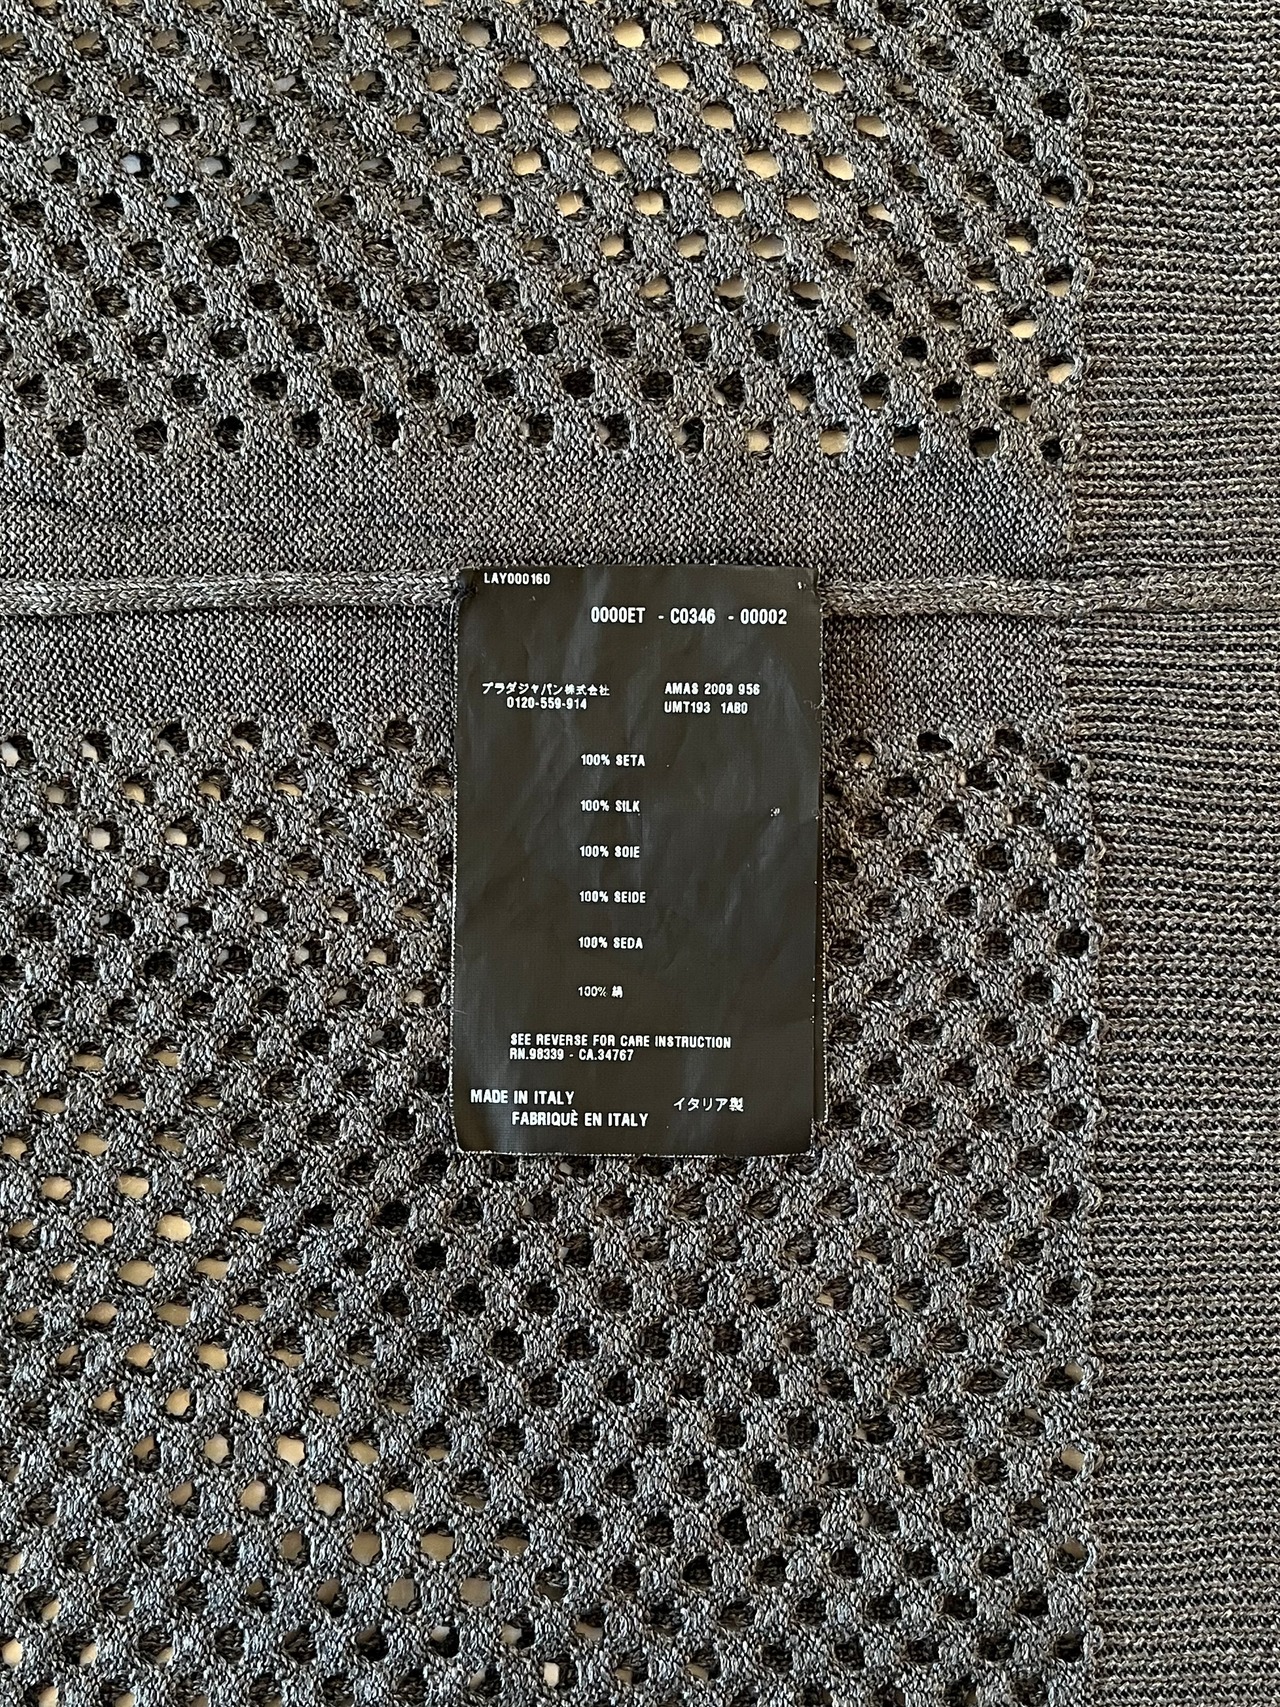 LAY000160
0000ET - C0346 - 00002
プラダジャパン株式会社
0120-559-914
AMAS 2009 956
UMT193 1AB0
100% SETA
100% SILK
100% SOIE
100% SEIDE
100% SEDA
100% 絹
SEE REVERSE FOR CARE INSTRUCTION
RN.98339 - CA.34767
MADE IN ITALY
FABRIQUÈ EN ITALY
イタリア製